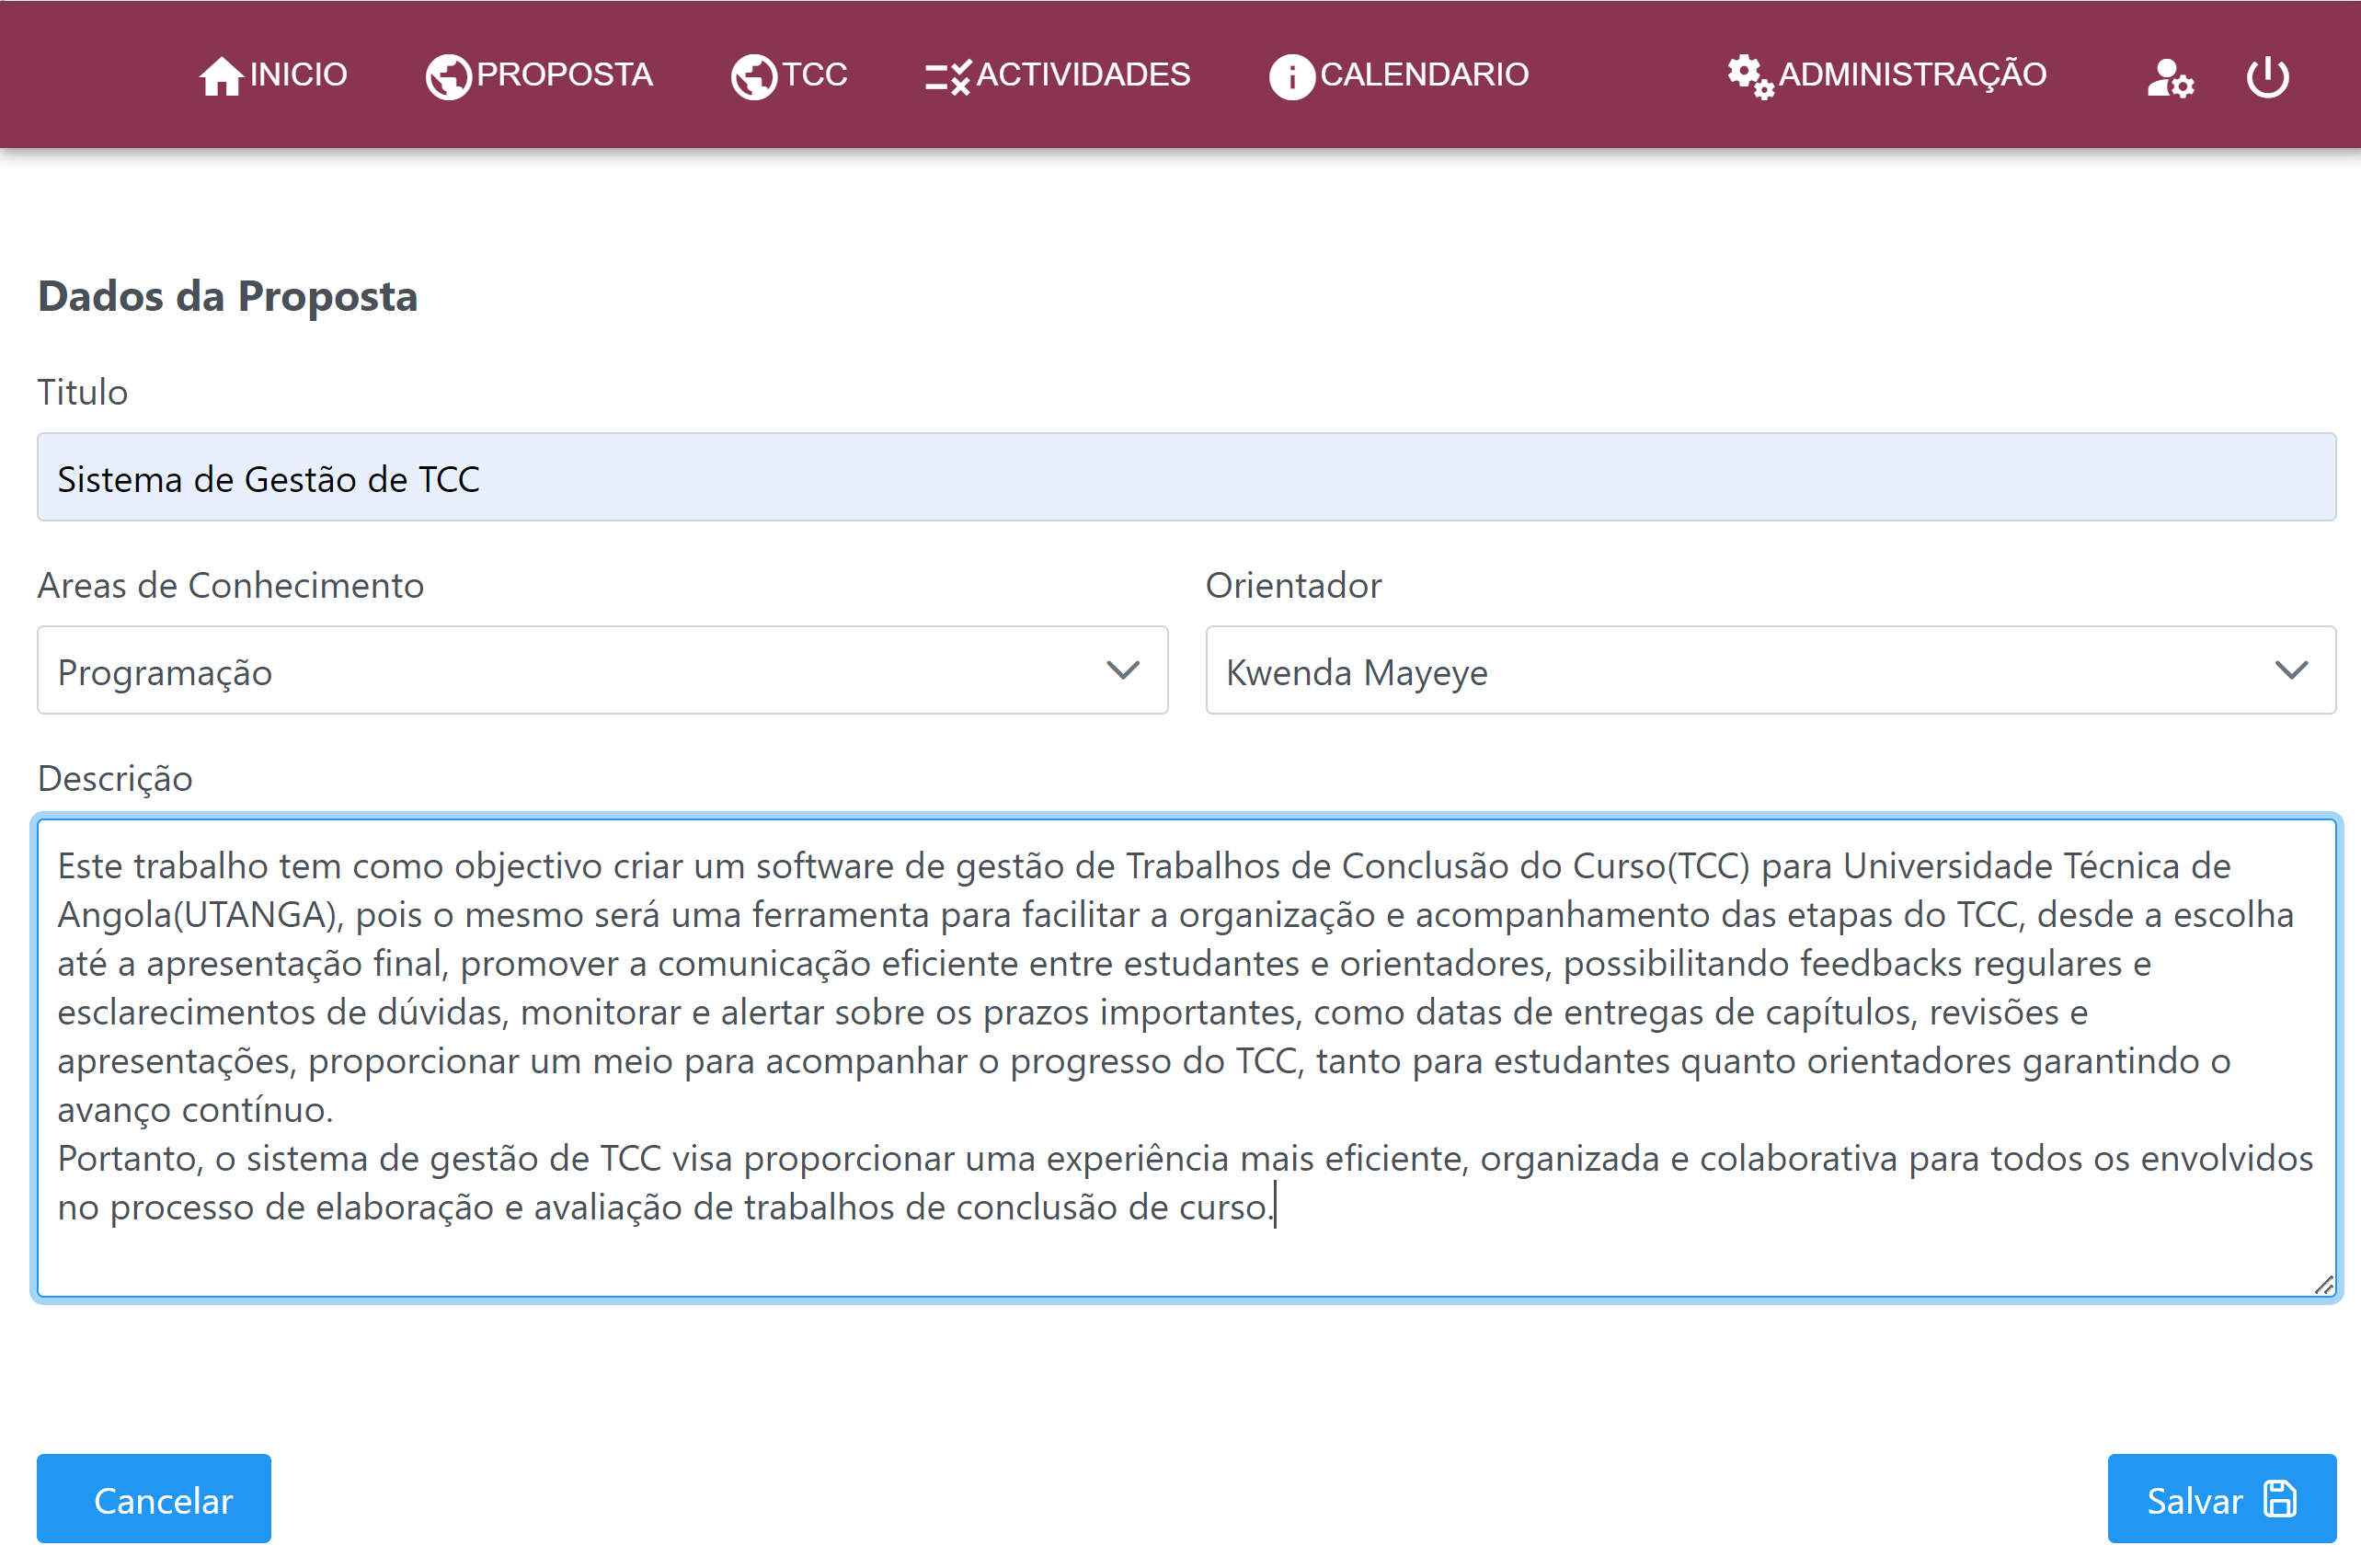 INICIO PROPOSTA TCC ACTIVIDADES CALENDARIO ADMINISTRAÇÃO
Dados da Proposta
Titulo
Sistema de Gestão de TCC
Areas de Conhecimento Orientador
Programação Kwenda Mayeye
Descrição
Este trabalho tem como objectivo criar um software de gestão de Trabalhos de Conclusão do Curso(TCC) para Universidade Técnica de
Angola(UTANGA), pois o mesmo será uma ferramenta para facilitar a organização e acompanhamento das etapas do TCC, desde a escolha
até a apresentação final, promover a comunicação eficiente entre estudantes e orientadores, possibilitando feedbacks regulares e
esclarecimentos de dúvidas, monitorar e alertar sobre os prazos importantes, como datas de entregas de capítulos, revisões e
apresentações, proporcionar um meio para acompanhar o progresso do TCC, tanto para estudantes quanto orientadores garantindo o
avanço contínuo.
Portanto, o sistema de gestão de TCC visa proporcionar uma experiência mais eficiente, organizada e colaborativa para todos os envolvidos
no processo de elaboração e avaliação de trabalhos de conclusão de curso.
Cancelar Salvar